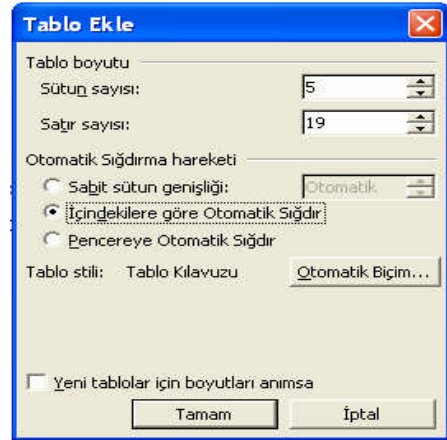 Tablo Ekle
Tablo boyutu
Sütun sayısı: 5
Satır sayısı: 19
Otomatik Sığdırma hareketi
Sabit sütun genişliği: Otomatik
İçindekilere göre Otomatik Sığdır
Pencereye Otomatik Sığdır
Tablo stili: Tablo Kılavuzu Otomatik Biçim...
Yeni tablolar için boyutları anımsa
Tamam İptal